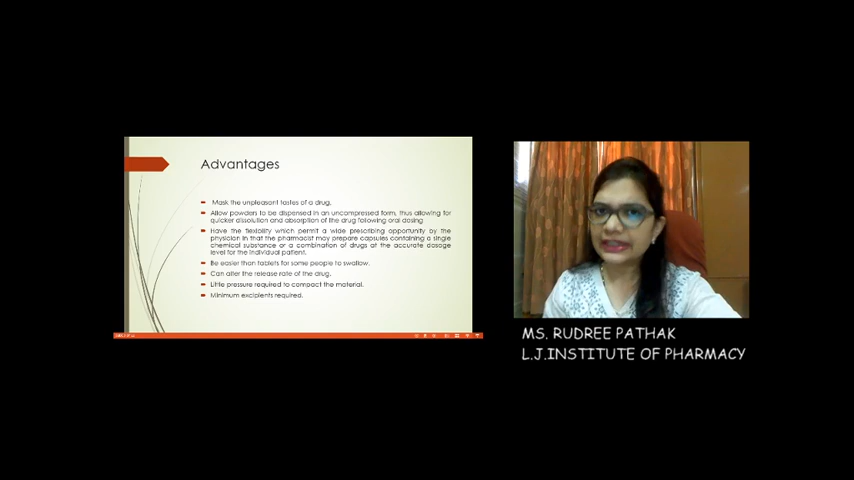 Advantages
Mask the unpleasant tastes of a drug,
Allow powders to be dispensed in an uncompressed form, thus allowing for
quicker dissolution and absorption of the drug following oral dosing
Have the flexibility which permit a wide prescribing opportunity by the
physician in that the pharmacist may prepare capsules containing a single
chemical substance or a combination of drugs at the accurate dosage
level for the individual patient.
Be easier than tablets for some people to swallow.
Can alter the release rate of the drug.
Little pressure required to compact the material.
Minimum excipients required.
MS. RUDREE PATHAK
L.J.INSTITUTE OF PHARMACY